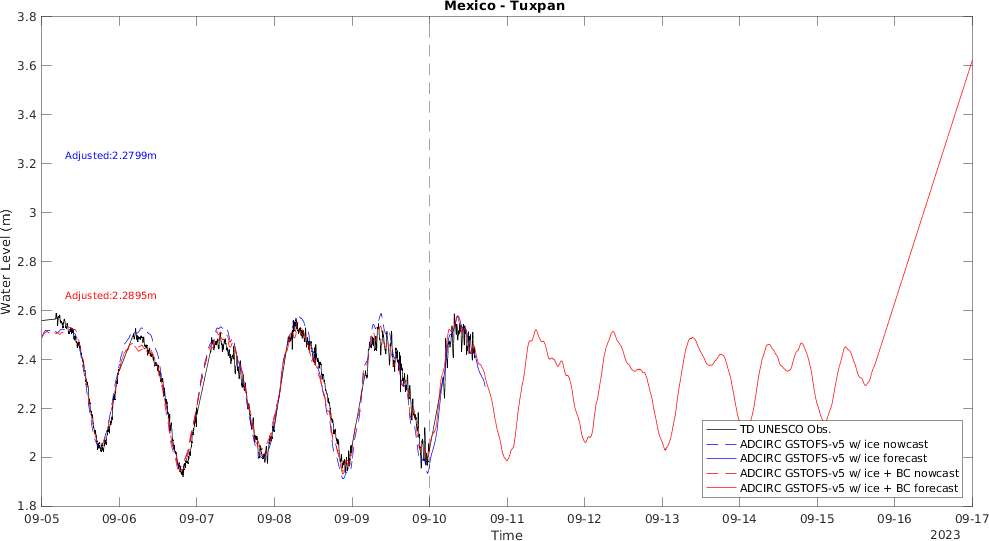 Mexico - Tuxpan
3.8
3.6
3.4
3.2
3
2.8
2.6
2.4
2.2
2
1.8
Water Level (m)
Adjusted:2.2799m
Adjusted:2.2895m
TD UNESCO Obs.
ADCIRC GSTOFS-v5 w/ ice nowcast
ADCIRC GSTOFS-v5 w/ ice forecast
ADCIRC GSTOFS-v5 w/ ice + BC nowcast
ADCIRC GSTOFS-v5 w/ ice + BC forecast
09-05 09-06 09-07 09-08 09-09 09-10 09-11 09-12 09-13 09-14 09-15 09-16 09-17
Time
2023